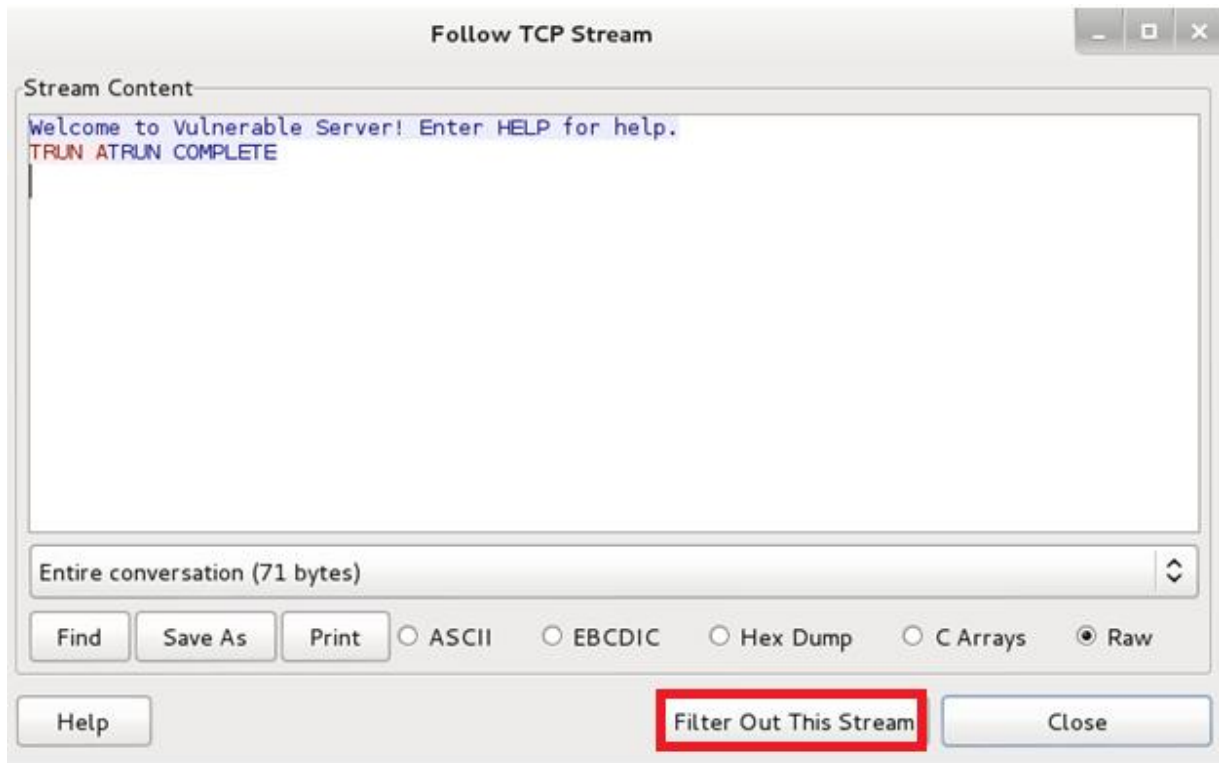 Follow TCP Stream
Stream Content
Welcome to Vulnerable Server! Enter HELP for help.
TRUN ATRUN COMPLETE
Entire conversation (71 bytes)
Find Save As Print ASCII EBCDIC Hex Dump C Arrays Raw
Help Filter Out This Stream Close